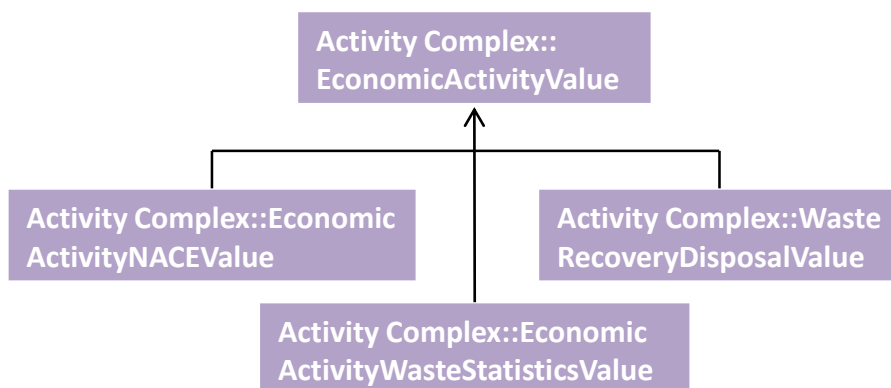 Activity Complex::
EconomicActivityValue
Activity Complex::Economic
ActivityNACEValue
Activity Complex::Waste
RecoveryDisposalValue
Activity Complex::Economic
ActivityWasteStatisticsValue